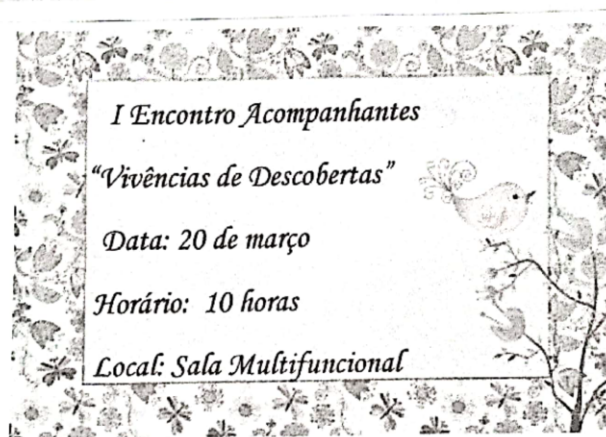 I Encontro Acompanhantes
“Vivências de Descobertas”
Data: 20 de março
Horário: 10 horas
Local: Sala Multifuncional